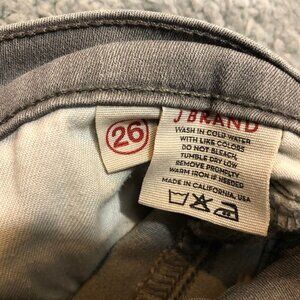 26
J BRAND
WASH IN COLD WATER
WITH LIKE COLORS
DO NOT BLEACH,
TUMBLE DRY LOW
REMOVE PROMPTLY
WARM IRON IS NEEDED
MADE IN CALIFORNIA, USA